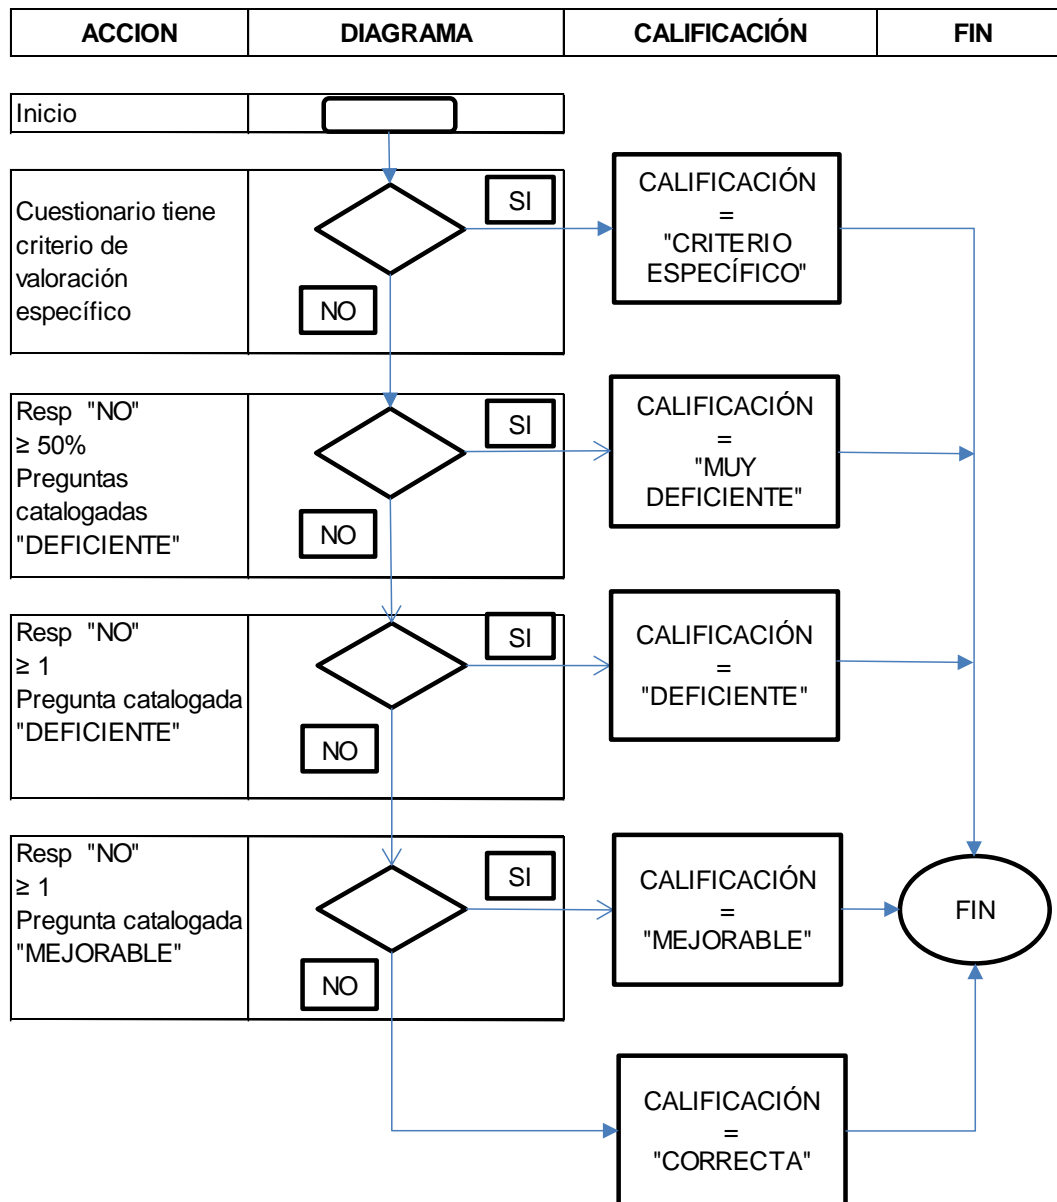 ACCION DIAGRAMA CALIFICACIÓN FIN
Inicio
Cuestionario tiene
criterio de
valoración
específico
SI
NO
CALIFICACIÓN
=
"CRITERIO
ESPECÍFICO"
Resp "NO"
≥ 50%
Preguntas
catalogadas
"DEFICIENTE"
SI
NO
CALIFICACIÓN
=
"MUY
DEFICIENTE"
Resp "NO"
≥ 1
Pregunta catalogada
"DEFICIENTE"
SI
NO
CALIFICACIÓN
=
"DEFICIENTE"
Resp "NO"
≥ 1
Pregunta catalogada
"MEJORABLE"
SI
NO
CALIFICACIÓN
=
"MEJORABLE"
FIN
CALIFICACIÓN
=
"CORRECTA"